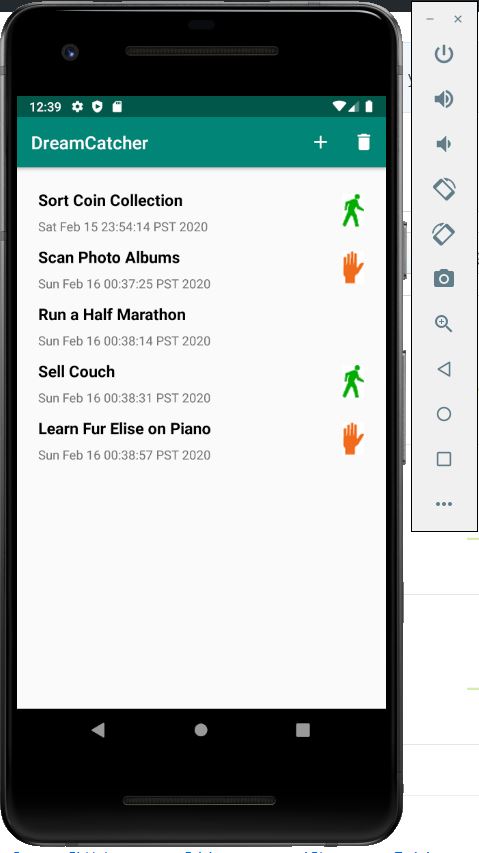 12:39
DreamCatcher
Sort Coin Collection
Sat Feb 15 23:54:14 PST 2020
Scan Photo Albums
Sun Feb 16 00:37:25 PST 2020
Run a Half Marathon
Sun Feb 16 00:38:14 PST 2020
Sell Couch
Sun Feb 16 00:38:31 PST 2020
Learn Fur Elise on Piano
Sun Feb 16 00:38:57 PST 2020